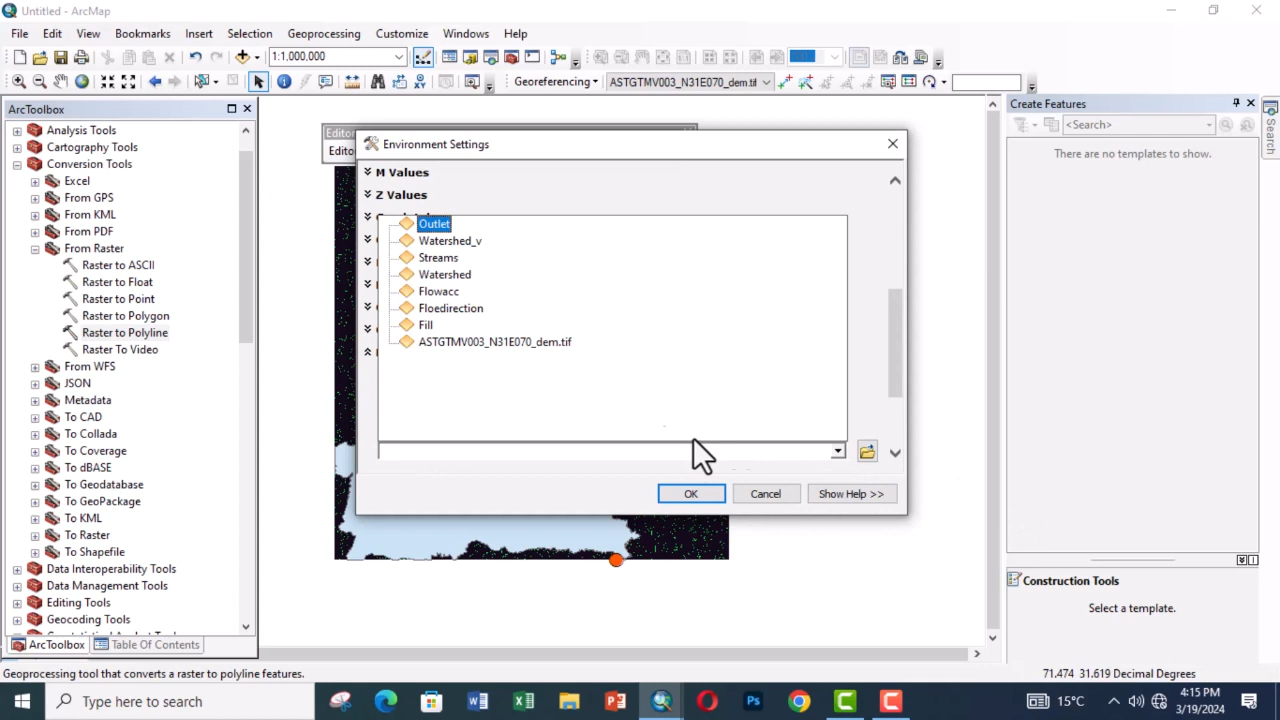 Untitled - ArcMap
File Edit View Bookmarks Insert Selection Geoprocessing Customize Windows Help
1:1,000,000
Georeferencing ASTGTMV003_N31E070_dem.tif
ArcToolbox
Analysis Tools
Cartography Tools
Conversion Tools
Excel
From GPS
From KML
From PDF
From Raster
Raster to ASCII
Raster to Float
Raster to Point
Raster to Polygon
Raster to Polyline
Raster To Video
From WFS
JSON
Metadata
To CAD
To Collada
To Coverage
To dBASE
To Geodatabase
To GeoPackage
To KML
To Raster
To Shapefile
Data Interoperability Tools
Data Management Tools
Editing Tools
Geocoding Tools
ArcToolbox Table Of Contents
Editor
Environment Settings
M Values
Z Values
Outlet
Watershed_v
Streams
Watershed
Flowacc
Floedirection
Fill
ASTGTMV003_N31E070_dem.tif
OK Cancel Show Help >>
Create Features
<Search>
There are no templates to show.
Search
Construction Tools
Select a template.
Geoprocessing tool that converts a raster to polyline features.
71.474 31.619 Decimal Degrees
Type here to search
15°C
4:15 PM
3/19/2024